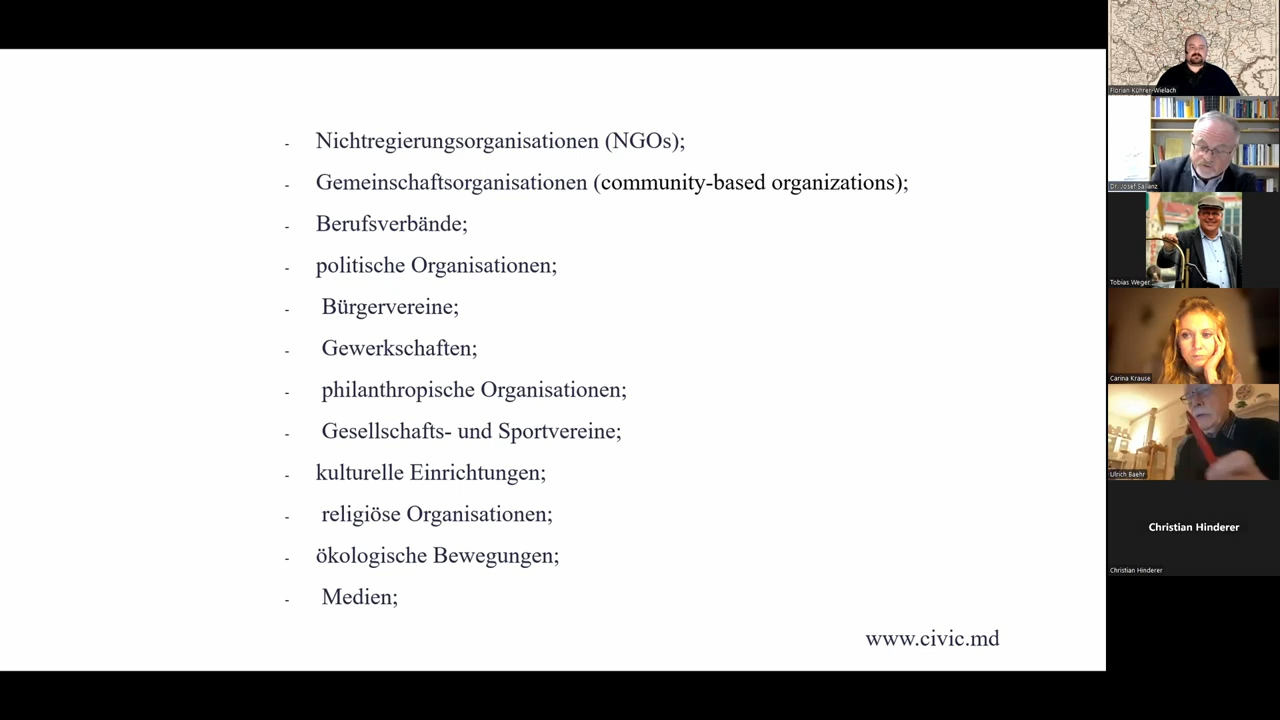 - Nichtregierungsorganisationen (NGOs);
- Gemeinschaftsorganisationen (community-based organizations);
- Berufsverbände;
- politische Organisationen;
- Bürgervereine;
- Gewerkschaften;
- philanthropische Organisationen;
- Gesellschafts- und Sportvereine;
- kulturelle Einrichtungen;
- religiöse Organisationen;
- ökologische Bewegungen;
- Medien;
www.civic.md
Florian Kührer-Wielach
Dr. Josef Sallanz
Tobias Weger
Carina Krause
Ulrich Baehr
Christian Hinderer
Christian Hinderer